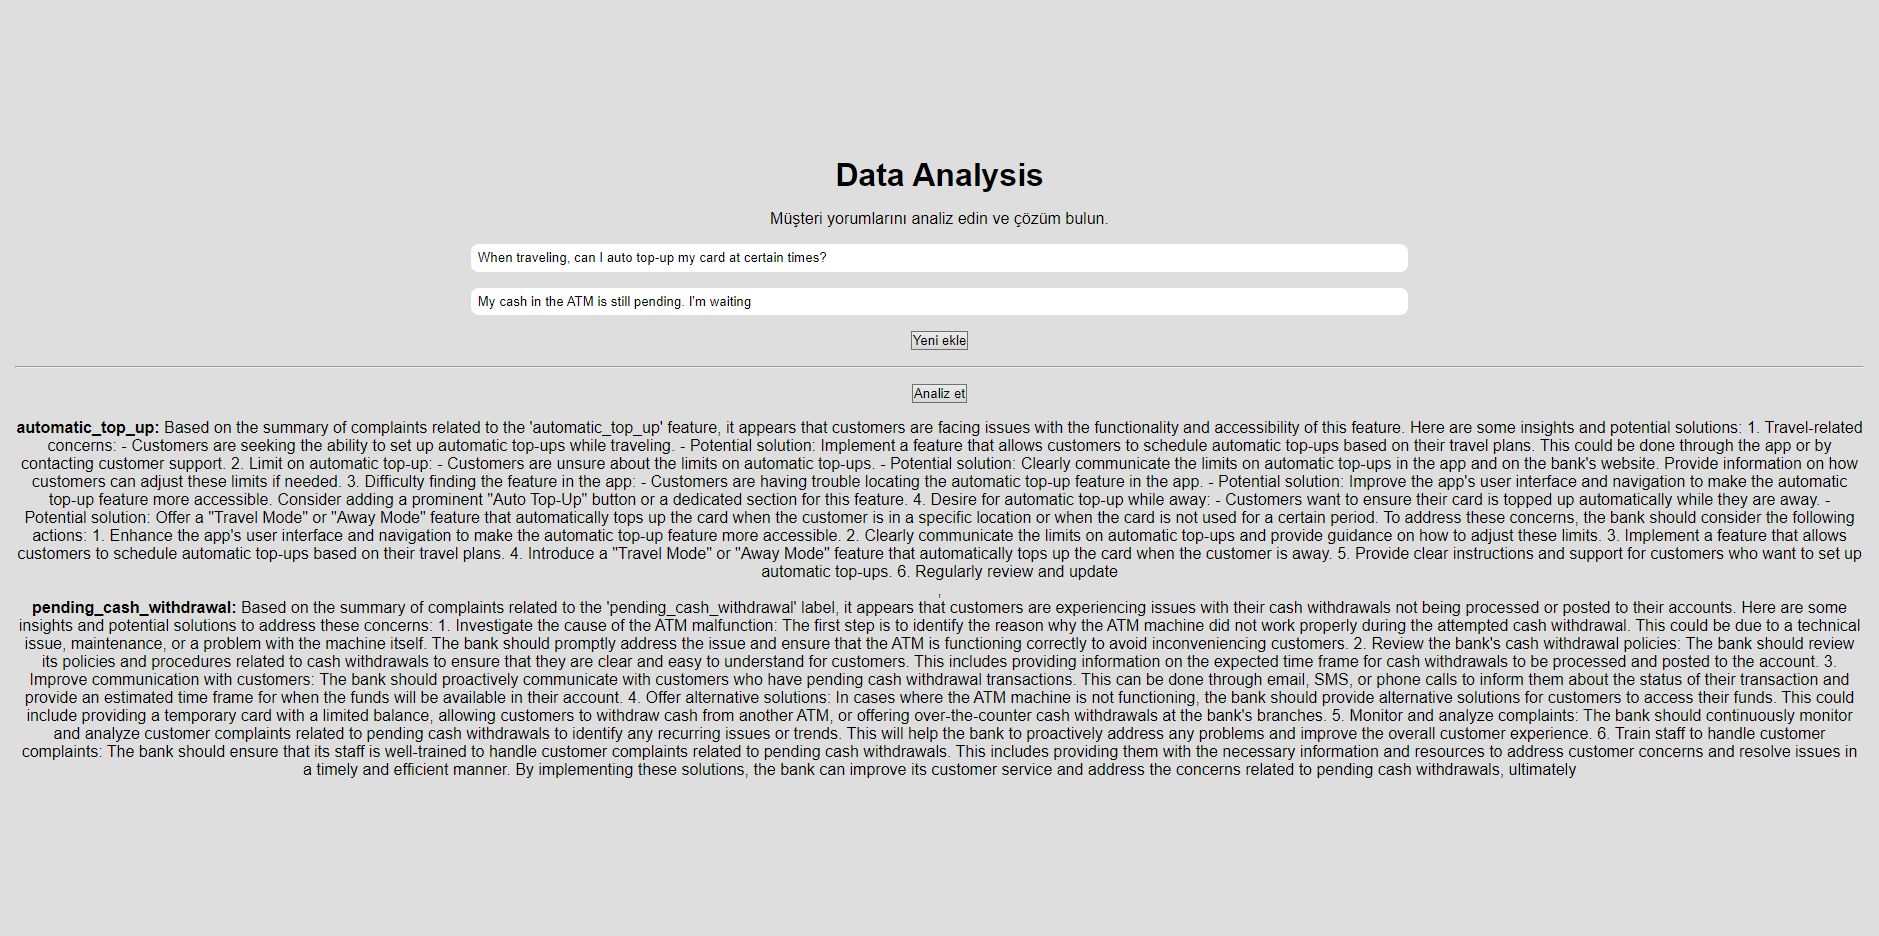 Data Analysis
Müşteri yorumlarını analiz edin ve çözüm bulun.
When traveling, can I auto top-up my card at certain times?
My cash in the ATM is still pending. I'm waiting
Yeni ekle
Analiz et
automatic_top_up: Based on the summary of complaints related to the 'automatic_top_up' feature, it appears that customers are facing issues with the functionality and accessibility of this feature. Here are some insights and potential solutions: 1. Travel-related
concerns: - Customers are seeking the ability to set up automatic top-ups while traveling. - Potential solution: Implement a feature that allows customers to schedule automatic top-ups based on their travel plans. This could be done through the app or by
contacting customer support. 2. Limit on automatic top-up: - Customers are unsure about the limits on automatic top-ups. - Potential solution: Clearly communicate the limits on automatic top-ups in the app and on the bank's website. Provide information on how
customers can adjust these limits if needed. 3. Difficulty finding the feature in the app: - Customers are having trouble locating the automatic top-up feature in the app. - Potential solution: Improve the app's user interface and navigation to make the automatic
top-up feature more accessible. Consider adding a prominent "Auto Top-Up" button or a dedicated section for this feature. 4. Desire for automatic top-up while away: - Customers want to ensure their card is topped up automatically while they are away. -
Potential solution: Offer a "Travel Mode" or "Away Mode" feature that automatically tops up the card when the customer is in a specific location or when the card is not used for a certain period. To address these concerns, the bank should consider the following
actions: 1. Enhance the app's user interface and navigation to make the automatic top-up feature more accessible. 2. Clearly communicate the limits on automatic top-ups and provide guidance on how to adjust these limits. 3. Implement a feature that allows
customers to schedule automatic top-ups based on their travel plans. 4. Introduce a "Travel Mode" or "Away Mode" feature that automatically tops up the card when the customer is away. 5. Provide clear instructions and support for customers who want to set up
automatic top-ups. 6. Regularly review and update
,
pending_cash_withdrawal: Based on the summary of complaints related to the 'pending_cash_withdrawal' label, it appears that customers are experiencing issues with their cash withdrawals not being processed or posted to their accounts. Here are some
insights and potential solutions to address these concerns: 1. Investigate the cause of the ATM malfunction: The first step is to identify the reason why the ATM machine did not work properly during the attempted cash withdrawal. This could be due to a technical
issue, maintenance, or a problem with the machine itself. The bank should promptly address the issue and ensure that the ATM is functioning correctly to avoid inconveniencing customers. 2. Review the bank's cash withdrawal policies: The bank should review
its policies and procedures related to cash withdrawals to ensure that they are clear and easy to understand for customers. This includes providing information on the expected time frame for cash withdrawals to be processed and posted to the account. 3.
Improve communication with customers: The bank should proactively communicate with customers who have pending cash withdrawal transactions. This can be done through email, SMS, or phone calls to inform them about the status of their transaction and
provide an estimated time frame for when the funds will be available in their account. 4. Offer alternative solutions: In cases where the ATM machine is not functioning, the bank should provide alternative solutions for customers to access their funds. This could
include providing a temporary card with a limited balance, allowing customers to withdraw cash from another ATM, or offering over-the-counter cash withdrawals at the bank's branches. 5. Monitor and analyze complaints: The bank should continuously monitor
and analyze customer complaints related to pending cash withdrawals to identify any recurring issues or trends. This will help the bank to proactively address any problems and improve the overall customer experience. 6. Train staff to handle customer
complaints: The bank should ensure that its staff is well-trained to handle customer complaints related to pending cash withdrawals. This includes providing them with the necessary information and resources to address customer concerns and resolve issues in
a timely and efficient manner. By implementing these solutions, the bank can improve its customer service and address the concerns related to pending cash withdrawals, ultimately